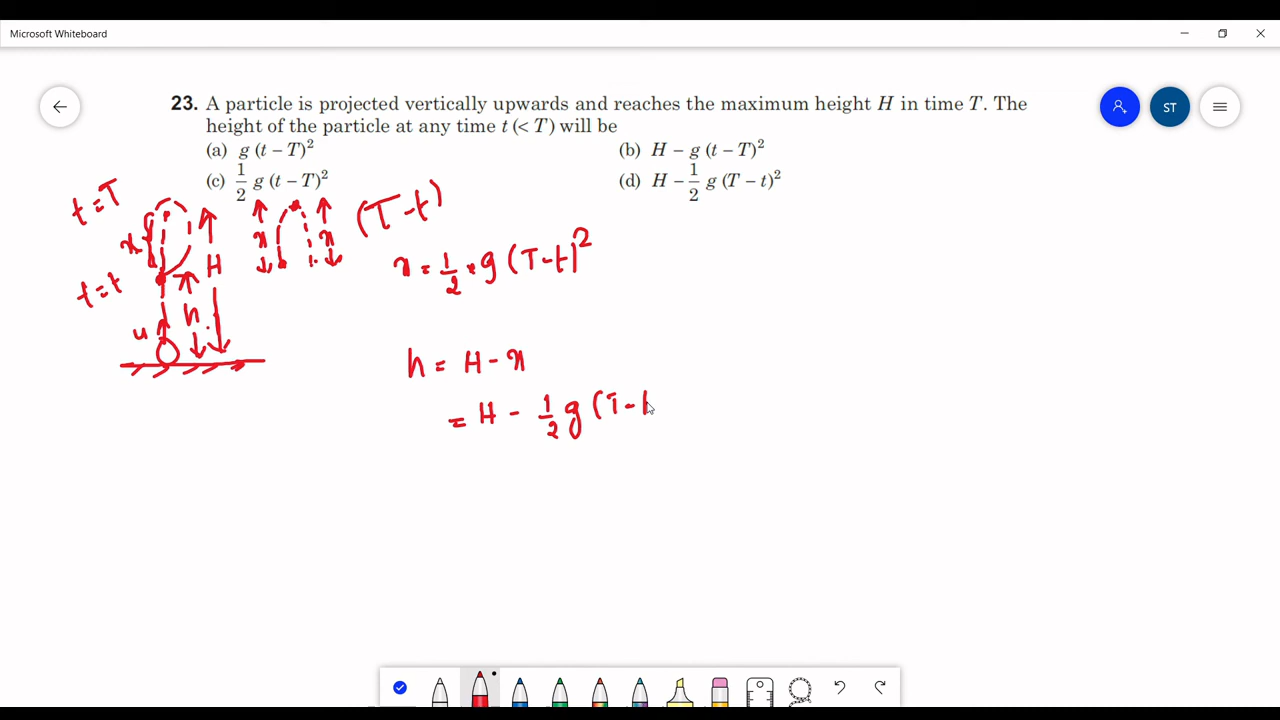 Microsoft Whiteboard
ST
23. A particle is projected vertically upwards and reaches the maximum height H in time T. The
height of the particle at any time t (< T) will be
(a) g (t – T)² (b) H – g (t – T)²
(c) 1/2 g (t – T)² (d) H – 1/2 g (T – t)²
t = T
x
H
t = t
h
u
x x
(T – t)
x = 1/2 × g (T – t)²
h = H – x
= H – 1/2 g (T – t